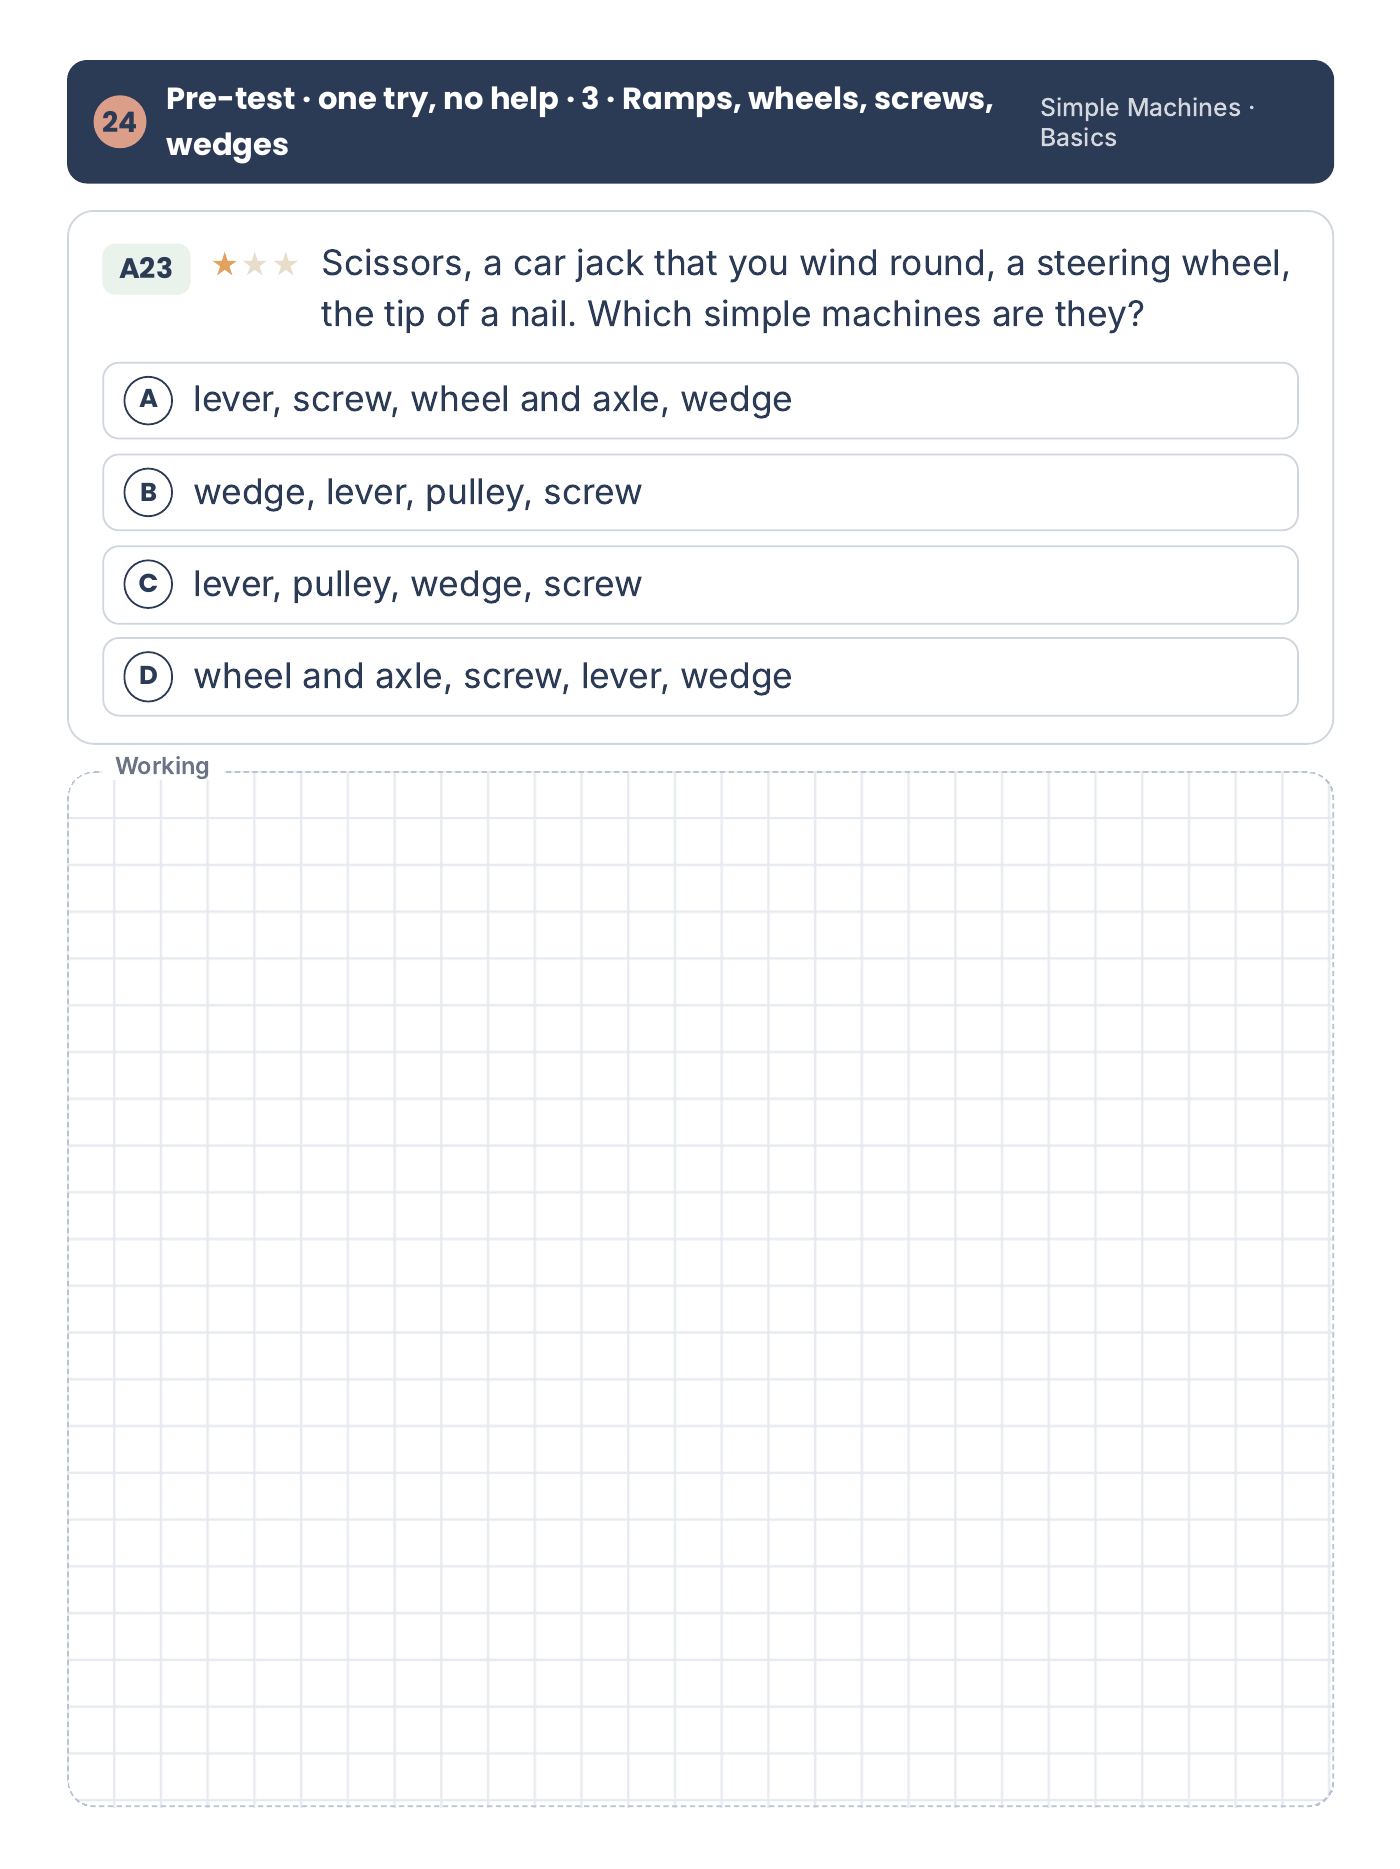 24
Pre-test · one try, no help · 3 · Ramps, wheels, screws,
wedges
Simple Machines ·
Basics
A23 ★★★ Scissors, a car jack that you wind round, a steering wheel,
the tip of a nail. Which simple machines are they?
A lever, screw, wheel and axle, wedge
B wedge, lever, pulley, screw
C lever, pulley, wedge, screw
D wheel and axle, screw, lever, wedge
Working